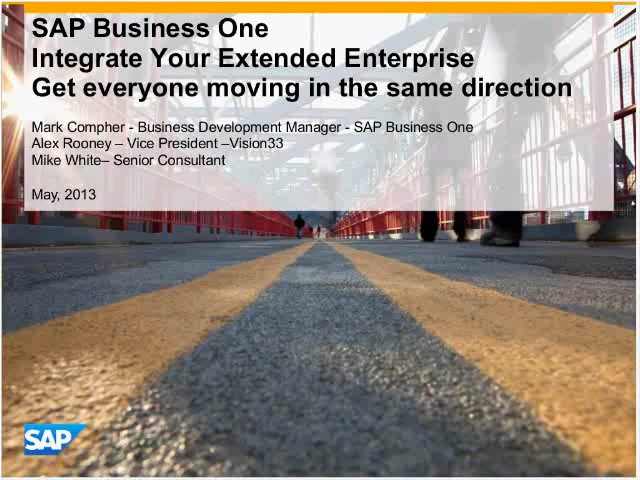 SAP Business One
Integrate Your Extended Enterprise
Get everyone moving in the same direction
Mark Compher - Business Development Manager - SAP Business One
Alex Rooney – Vice President –Vision33
Mike White– Senior Consultant
May, 2013
SAP